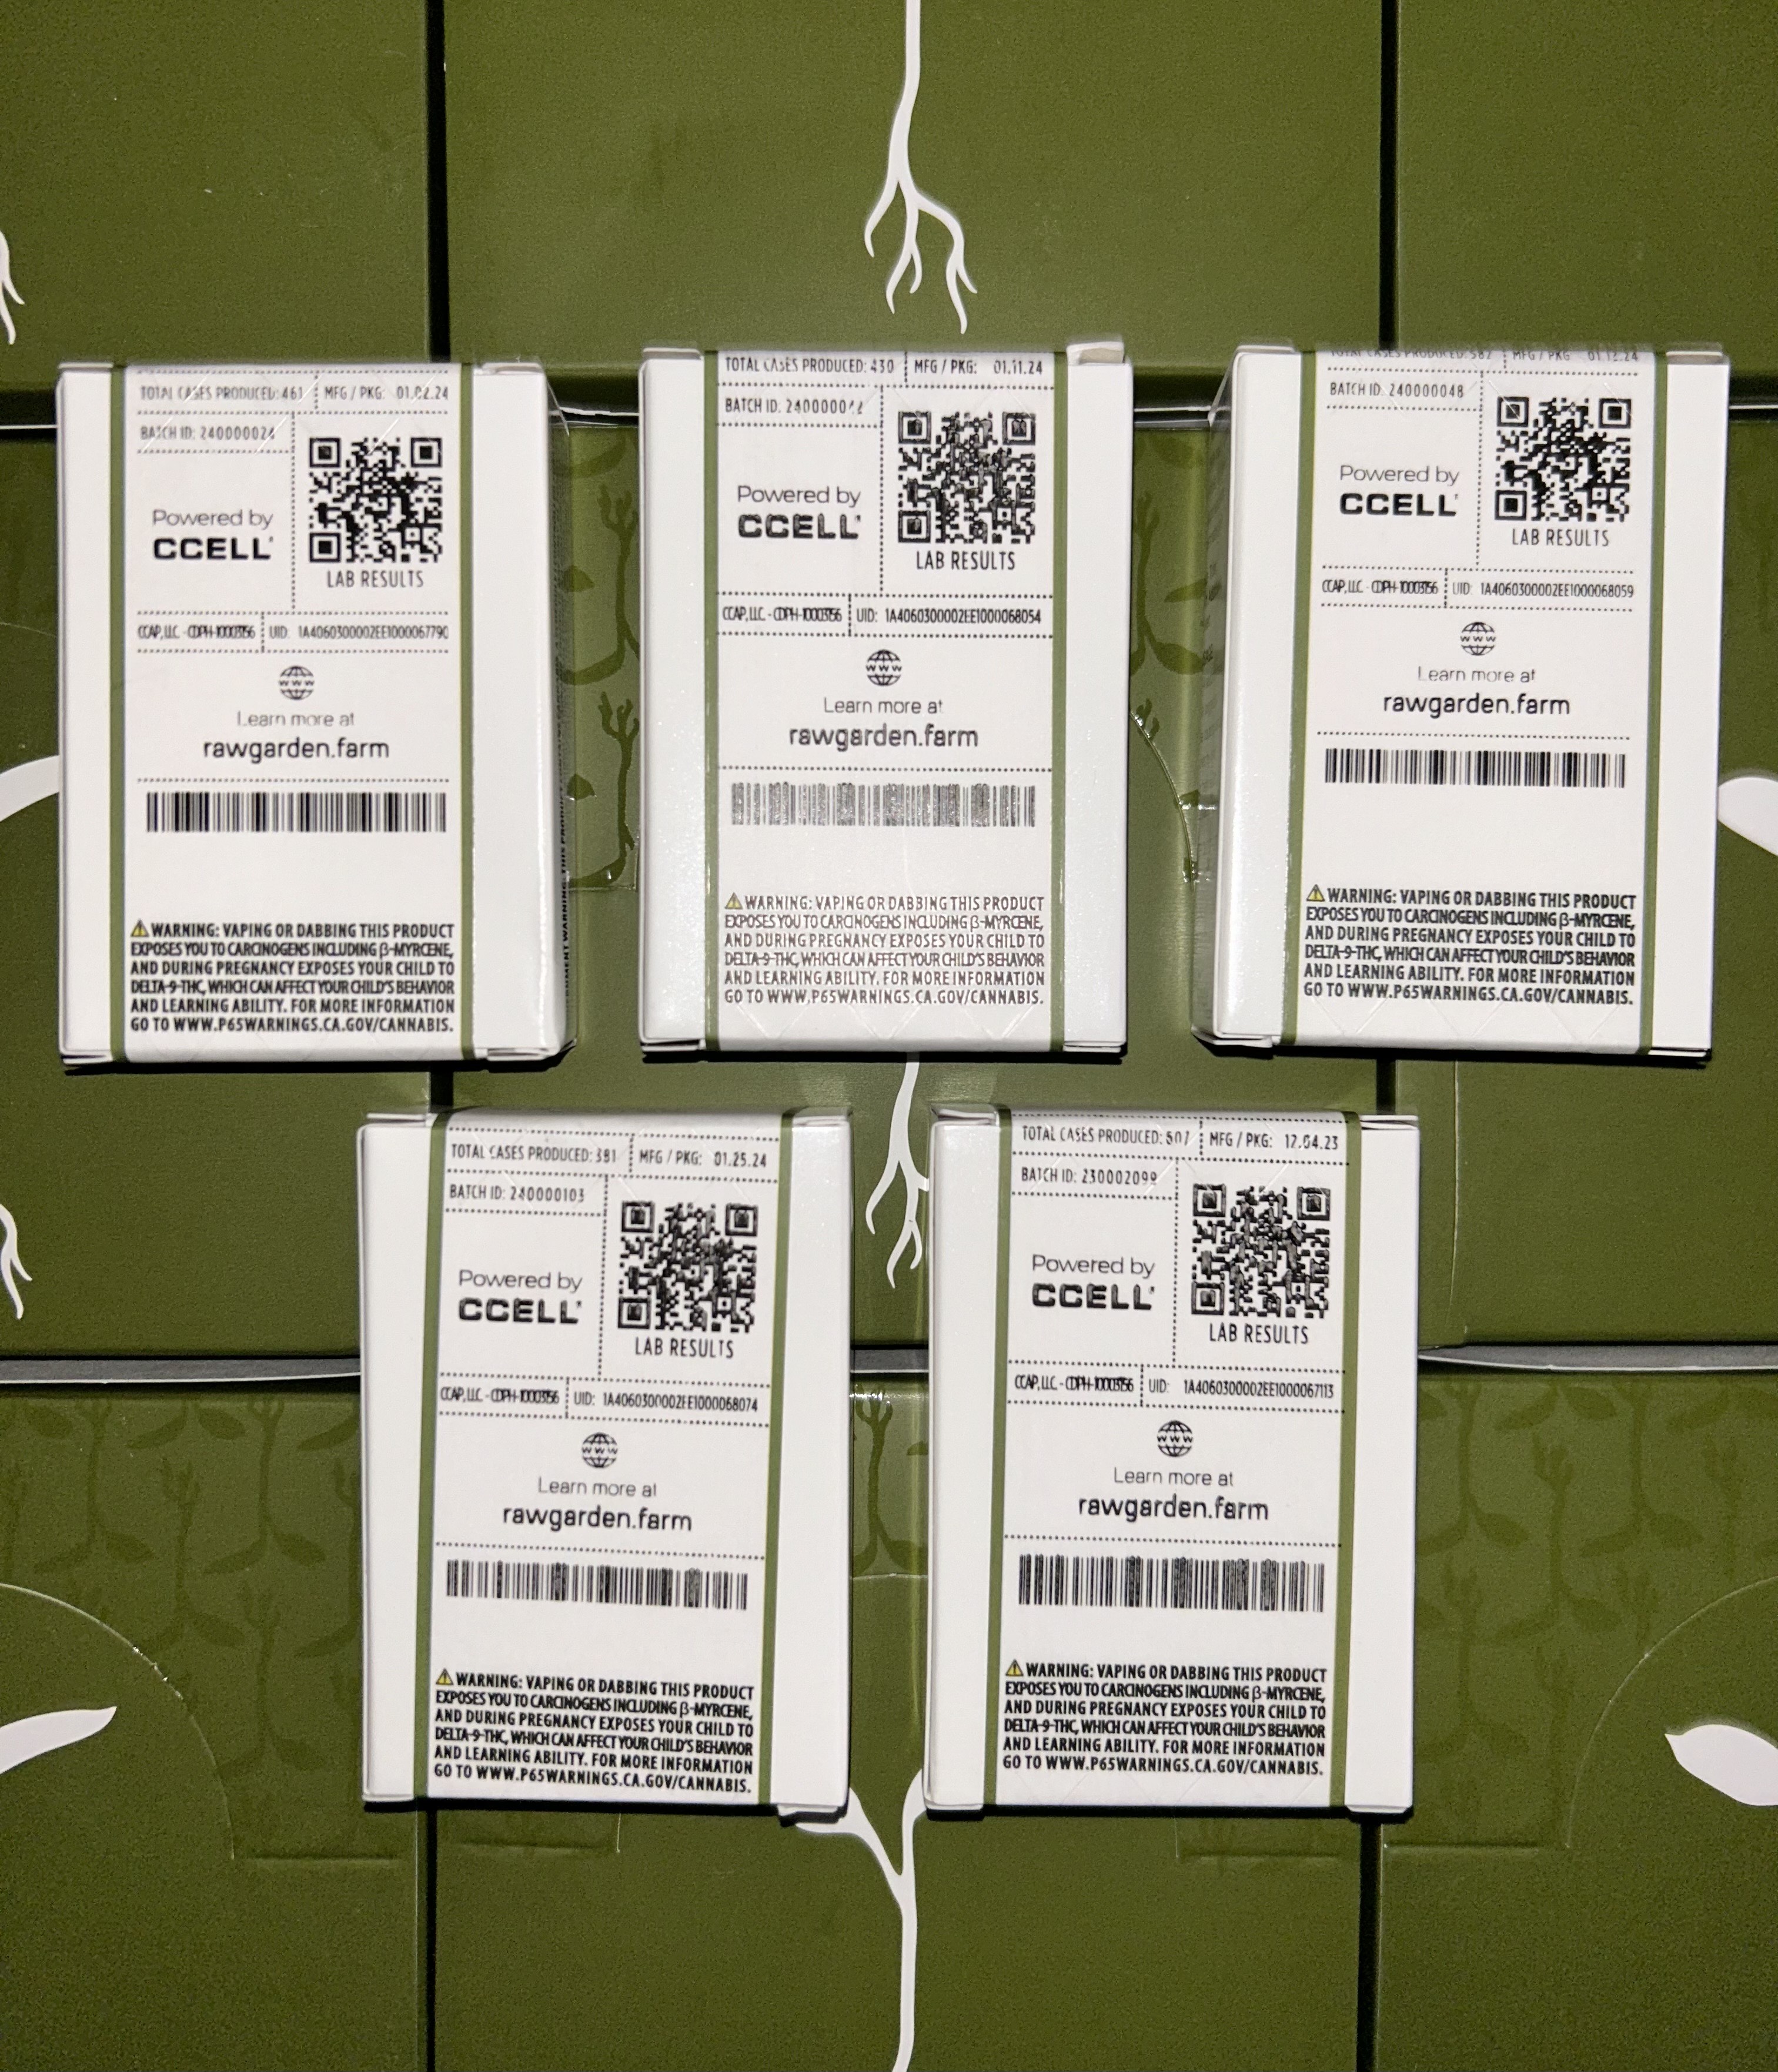 TOTAL CASES PRODUCED: 461 MFG / PKG: 01.02.24
BATCH ID: 240000024
Powered by
CCELL
LAB RESULTS
CCAP, LLC. - CDPH-10003156 UID: 1A4060300002EE1000067790
Learn more at
rawgarden.farm
⚠WARNING: VAPING OR DABBING THIS PRODUCT
EXPOSES YOU TO CARCINOGENS INCLUDING β-MYRCENE,
AND DURING PREGNANCY EXPOSES YOUR CHILD TO
DELTA-9-THC, WHICH CAN AFFECT YOUR CHILD'S BEHAVIOR
AND LEARNING ABILITY. FOR MORE INFORMATION
GO TO WWW.P65WARNINGS.CA.GOV/CANNABIS.
TOTAL CASES PRODUCED: 430 MFG / PKG: 01.11.24
BATCH ID:
Powered by
CCELL
LAB RESULTS
CCAP, LLC. - CDPH-10003156 UID: 1A4060300002EE1000068054
Learn more at
rawgarden.farm
⚠WARNING: VAPING OR DABBING THIS PRODUCT
EXPOSES YOU TO CARCINOGENS INCLUDING β-MYRCENE,
AND DURING PREGNANCY EXPOSES YOUR CHILD TO
DELTA-9-THC, WHICH CAN AFFECT YOUR CHILD'S BEHAVIOR
AND LEARNING ABILITY. FOR MORE INFORMATION
GO TO WWW.P65WARNINGS.CA.GOV/CANNABIS.
TOTAL CASES PRODUCED: 582 MFG / PKG
BATCH ID: 240000048
Powered by
CCELL
LAB RESULTS
CCAP, LLC. - CDPH-10003156 UID: 1A4060300002EE1000068059
Learn more at
rawgarden.farm
⚠WARNING: VAPING OR DABBING THIS PRODUCT
EXPOSES YOU TO CARCINOGENS INCLUDING β-MYRCENE,
AND DURING PREGNANCY EXPOSES YOUR CHILD TO
DELTA-9-THC, WHICH CAN AFFECT YOUR CHILD'S BEHAVIOR
AND LEARNING ABILITY. FOR MORE INFORMATION
GO TO WWW.P65WARNINGS.CA.GOV/CANNABIS.
TOTAL CASES PRODUCED: 381 MFG / PKG: 01.25.24
BATCH ID: 240000103
Powered by
CCELL
LAB RESULTS
CCAP, LLC. - CDPH-10003156 UID: 1A4060300002EE1000068074
Learn more at
rawgarden.farm
⚠WARNING: VAPING OR DABBING THIS PRODUCT
EXPOSES YOU TO CARCINOGENS INCLUDING β-MYRCENE,
AND DURING PREGNANCY EXPOSES YOUR CHILD TO
DELTA-9-THC, WHICH CAN AFFECT YOUR CHILD'S BEHAVIOR
AND LEARNING ABILITY. FOR MORE INFORMATION
GO TO WWW.P65WARNINGS.CA.GOV/CANNABIS.
TOTAL CASES PRODUCED: 507 MFG / PKG: 12.04.23
BATCH ID: 230002099
Powered by
CCELL
LAB RESULTS
CCAP, LLC. - CDPH-10003156 UID: 1A4060300002EE1000067113
Learn more at
rawgarden.farm
⚠WARNING: VAPING OR DABBING THIS PRODUCT
EXPOSES YOU TO CARCINOGENS INCLUDING β-MYRCENE,
AND DURING PREGNANCY EXPOSES YOUR CHILD TO
DELTA-9-THC, WHICH CAN AFFECT YOUR CHILD'S BEHAVIOR
AND LEARNING ABILITY. FOR MORE INFORMATION
GO TO WWW.P65WARNINGS.CA.GOV/CANNABIS.